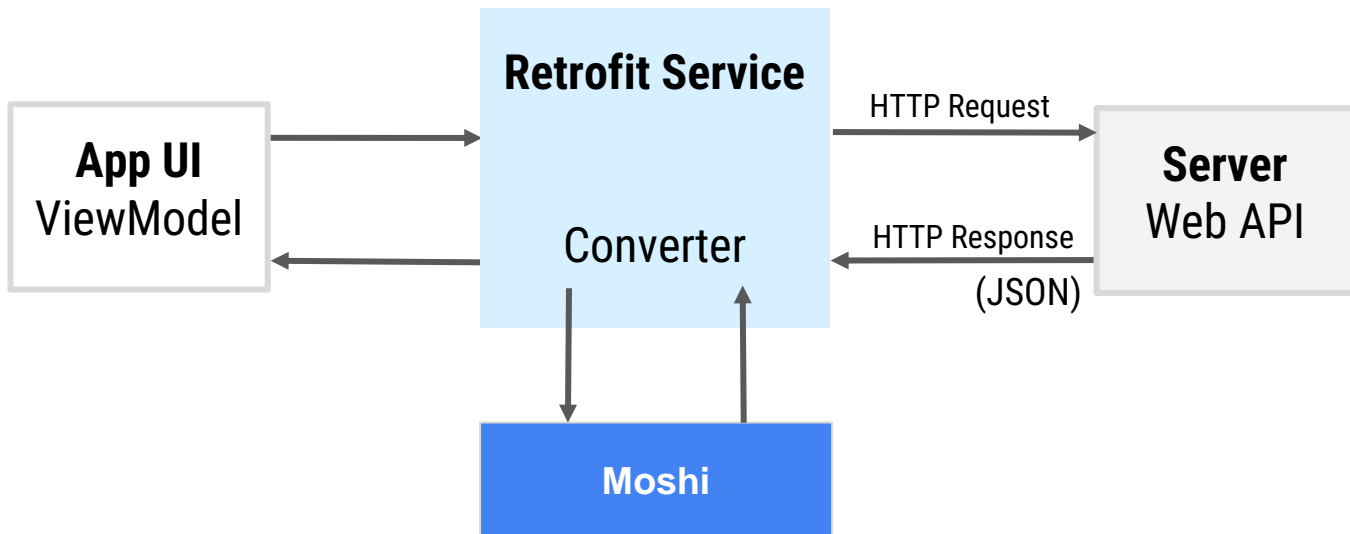 Retrofit Service
HTTP Request
App UI
ViewModel
Server
Web API
Converter
HTTP Response
(JSON)
Moshi